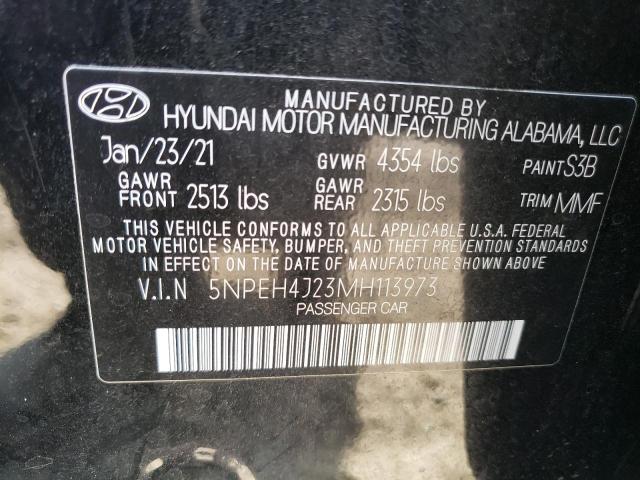 MANUFACTURED BY
HYUNDAI MOTOR MANUFACTURING ALABAMA, LLC
Jan/23/21 GVWR 4354 lbs PAINT S3B
GAWR FRONT 2513 lbs GAWR REAR 2315 lbs TRIM MMF
THIS VEHICLE CONFORMS TO ALL APPLICABLE U.S.A. FEDERAL
MOTOR VEHICLE SAFETY, BUMPER, AND THEFT PREVENTION STANDARDS
IN EFFECT ON THE DATE OF MANUFACTURE SHOWN ABOVE.
V.I.N 5NPEH4J23MH113973
PASSENGER CAR